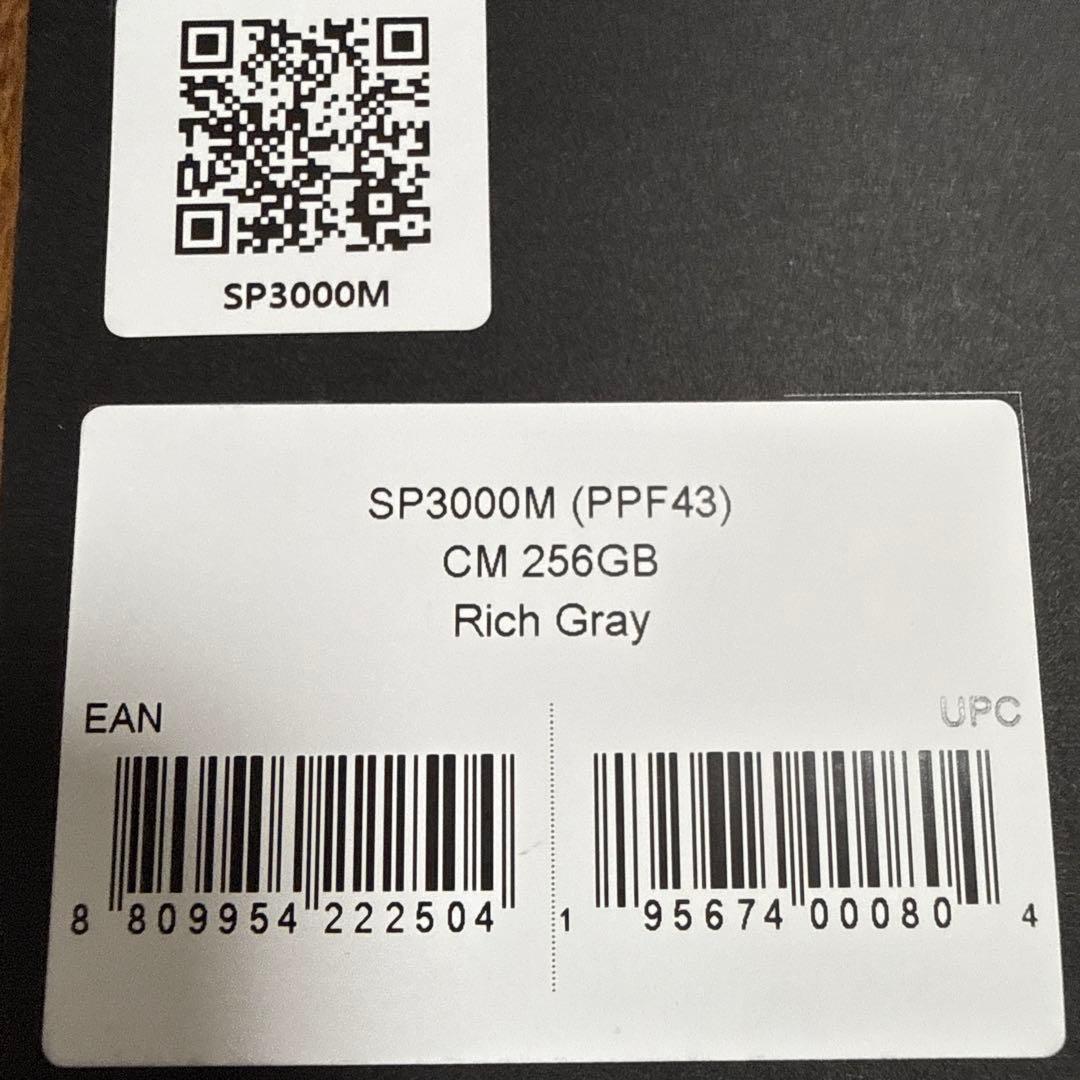 SP3000M
SP3000M (PPF43)
CM 256GB
Rich Gray
EAN
UPC
8 809954 222504
1 95674 00080 4